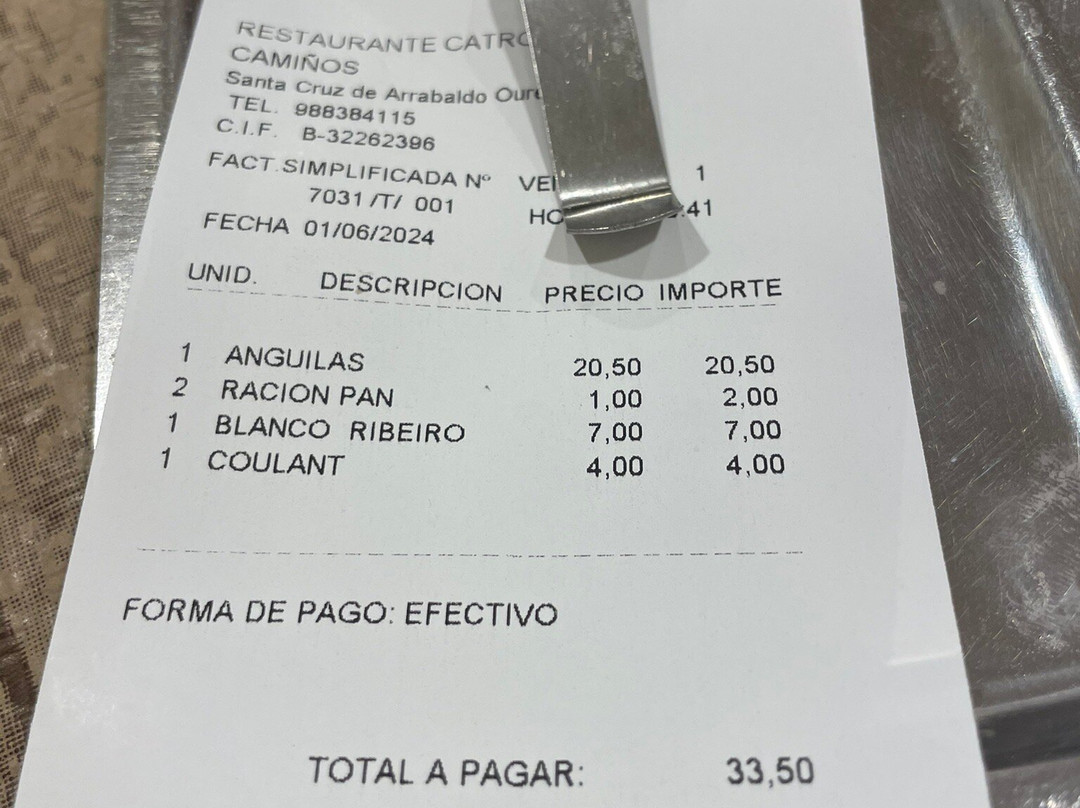 RESTAURANTE CATRO
CAMIÑOS
Santa Cruz de Arrabaldo
TEL. 988384115
C.I.F. B-32262396
FACT.SIMPLIFICADA Nº 1
7031 /T/ 001 41
FECHA 01/06/2024
UNID. DESCRIPCION PRECIO IMPORTE
1 ANGUILAS 20,50 20,50
2 RACION PAN 1,00 2,00
1 BLANCO RIBEIRO 7,00 7,00
1 COULANT 4,00 4,00
FORMA DE PAGO: EFECTIVO
TOTAL A PAGAR: 33,50